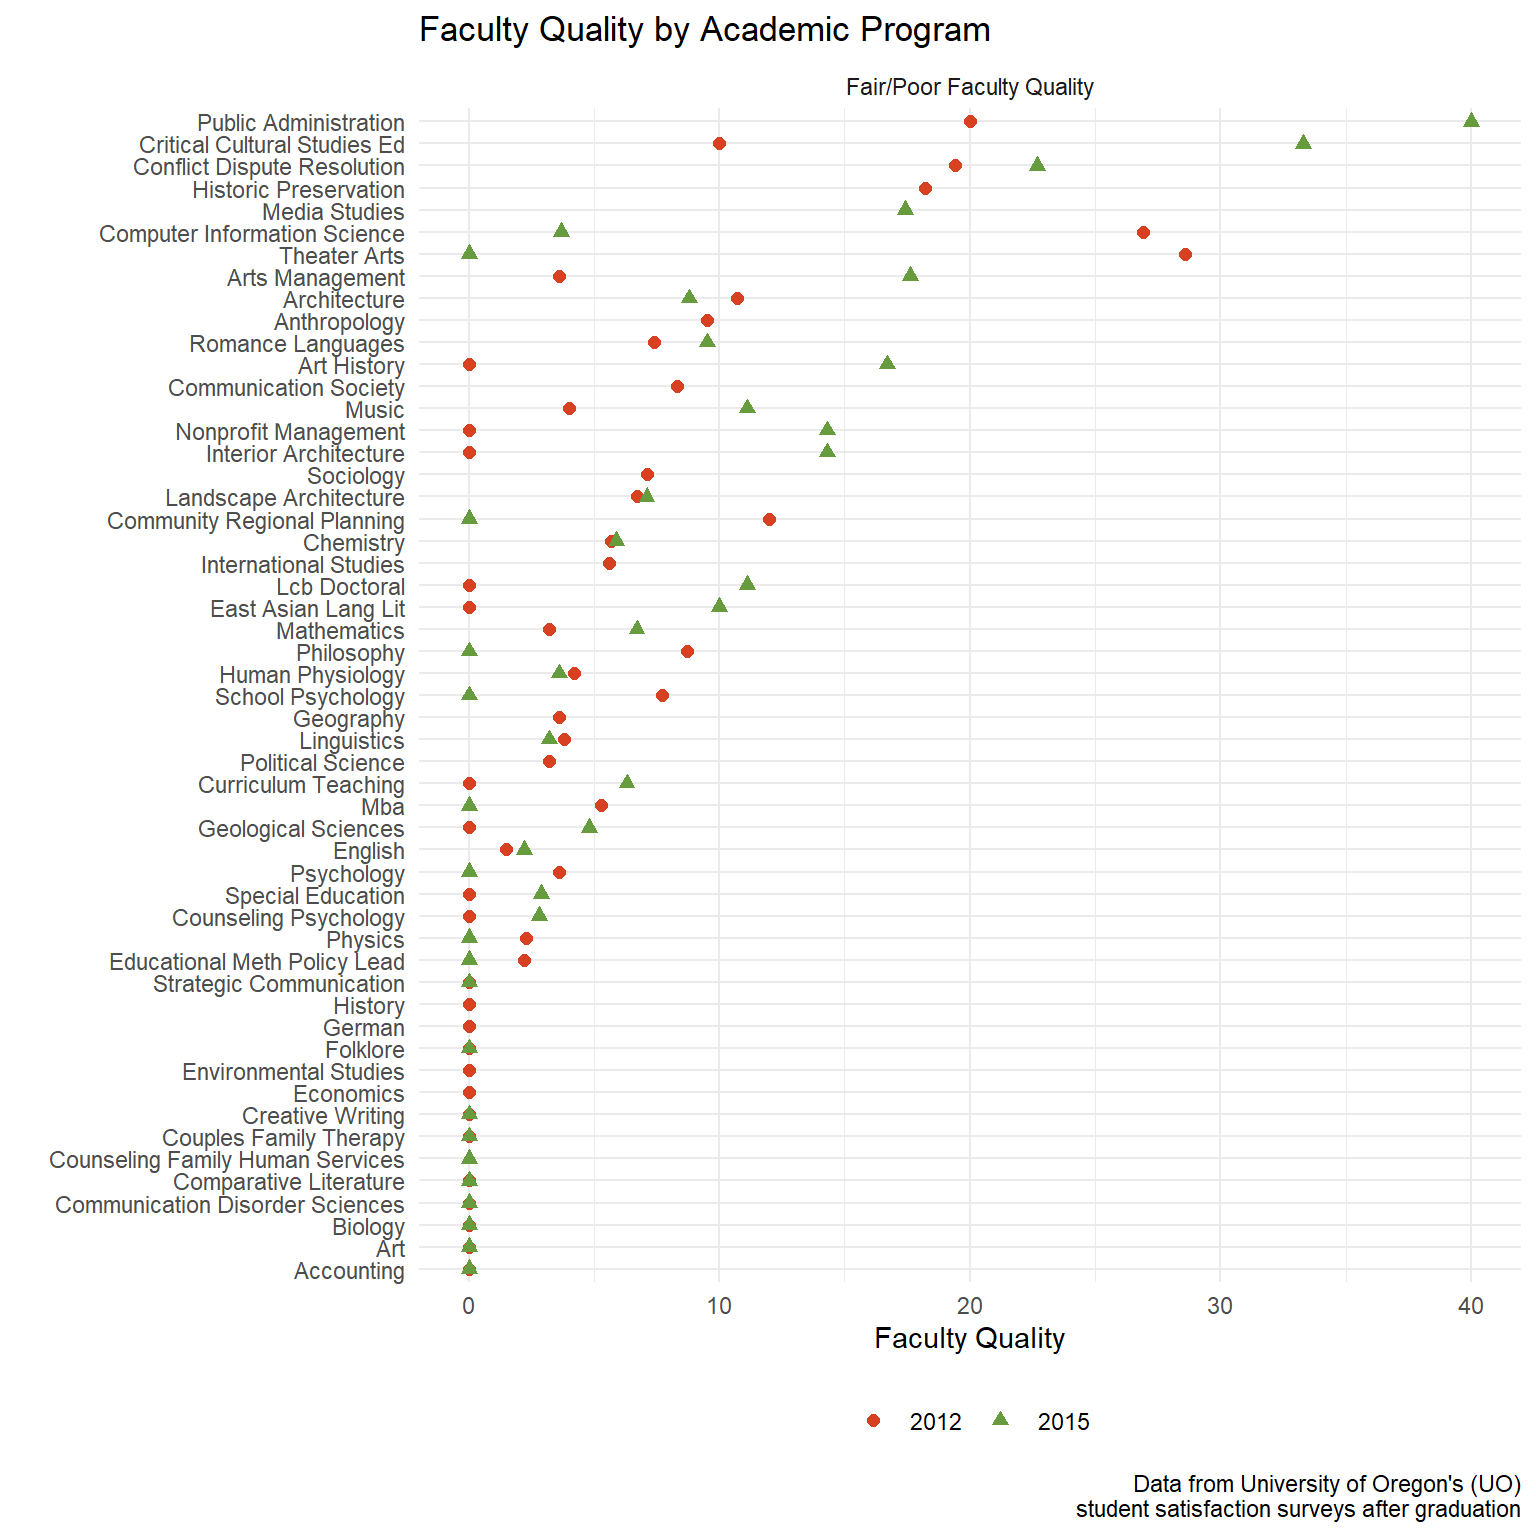 Faculty Quality by Academic Program
Fair/Poor Faculty Quality
Public Administration
Critical Cultural Studies Ed
Conflict Dispute Resolution
Historic Preservation
Media Studies
Computer Information Science
Theater Arts
Arts Management
Architecture
Anthropology
Romance Languages
Art History
Communication Society
Music
Nonprofit Management
Interior Architecture
Sociology
Landscape Architecture
Community Regional Planning
Chemistry
International Studies
Lcb Doctoral
East Asian Lang Lit
Mathematics
Philosophy
Human Physiology
School Psychology
Geography
Linguistics
Political Science
Curriculum Teaching
Mba
Geological Sciences
English
Psychology
Special Education
Counseling Psychology
Physics
Educational Meth Policy Lead
Strategic Communication
History
German
Folklore
Environmental Studies
Economics
Creative Writing
Couples Family Therapy
Counseling Family Human Services
Comparative Literature
Communication Disorder Sciences
Biology
Art
Accounting
0 10 20 30 40
Faculty Quality
2012 2015
Data from University of Oregon's (UO)
student satisfaction surveys after graduation